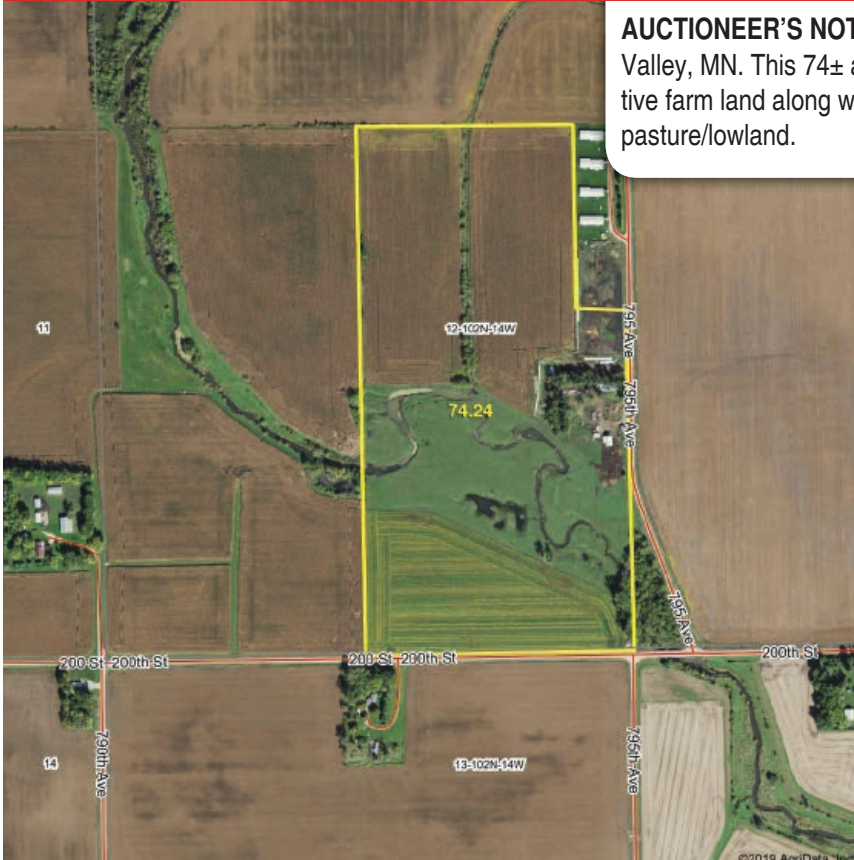 AUCTIONEER'S NOT
Valley, MN. This 74± a
tive farm land along w
pasture/lowland.
11
12-102N-14W
795 Ave
795th Ave
74.24
795 Ave
200 St
200th St
200 St
200th St
200th St
790th Ave
795th Ave
14
13-102N-14W
©2019 AgriData, Inc.